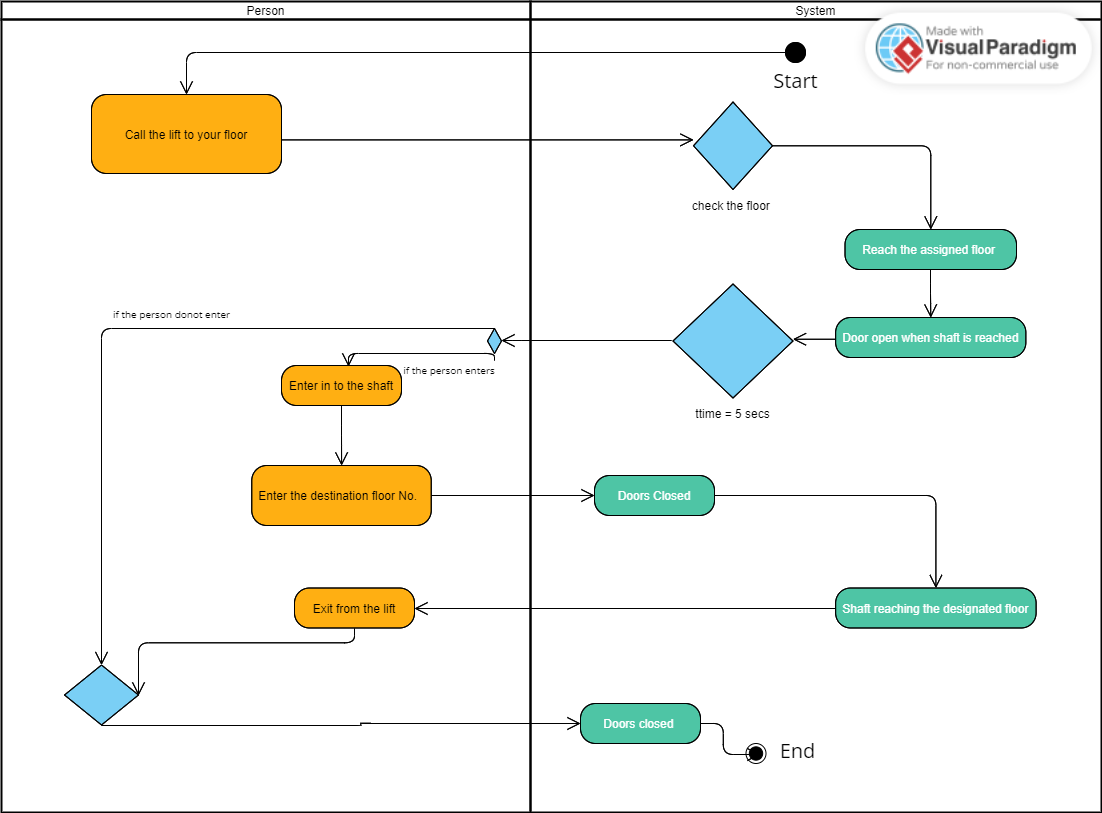 Person
System
Made with
Visual Paradigm
For non-commercial use
Start
Call the lift to your floor
check the floor
Reach the assigned floor
if the person donot enter
Door open when shaft is reached
if the person enters
Enter in to the shaft
ttime = 5 secs
Enter the destination floor No.
Doors Closed
Exit from the lift
Shaft reaching the designated floor
Doors closed
End